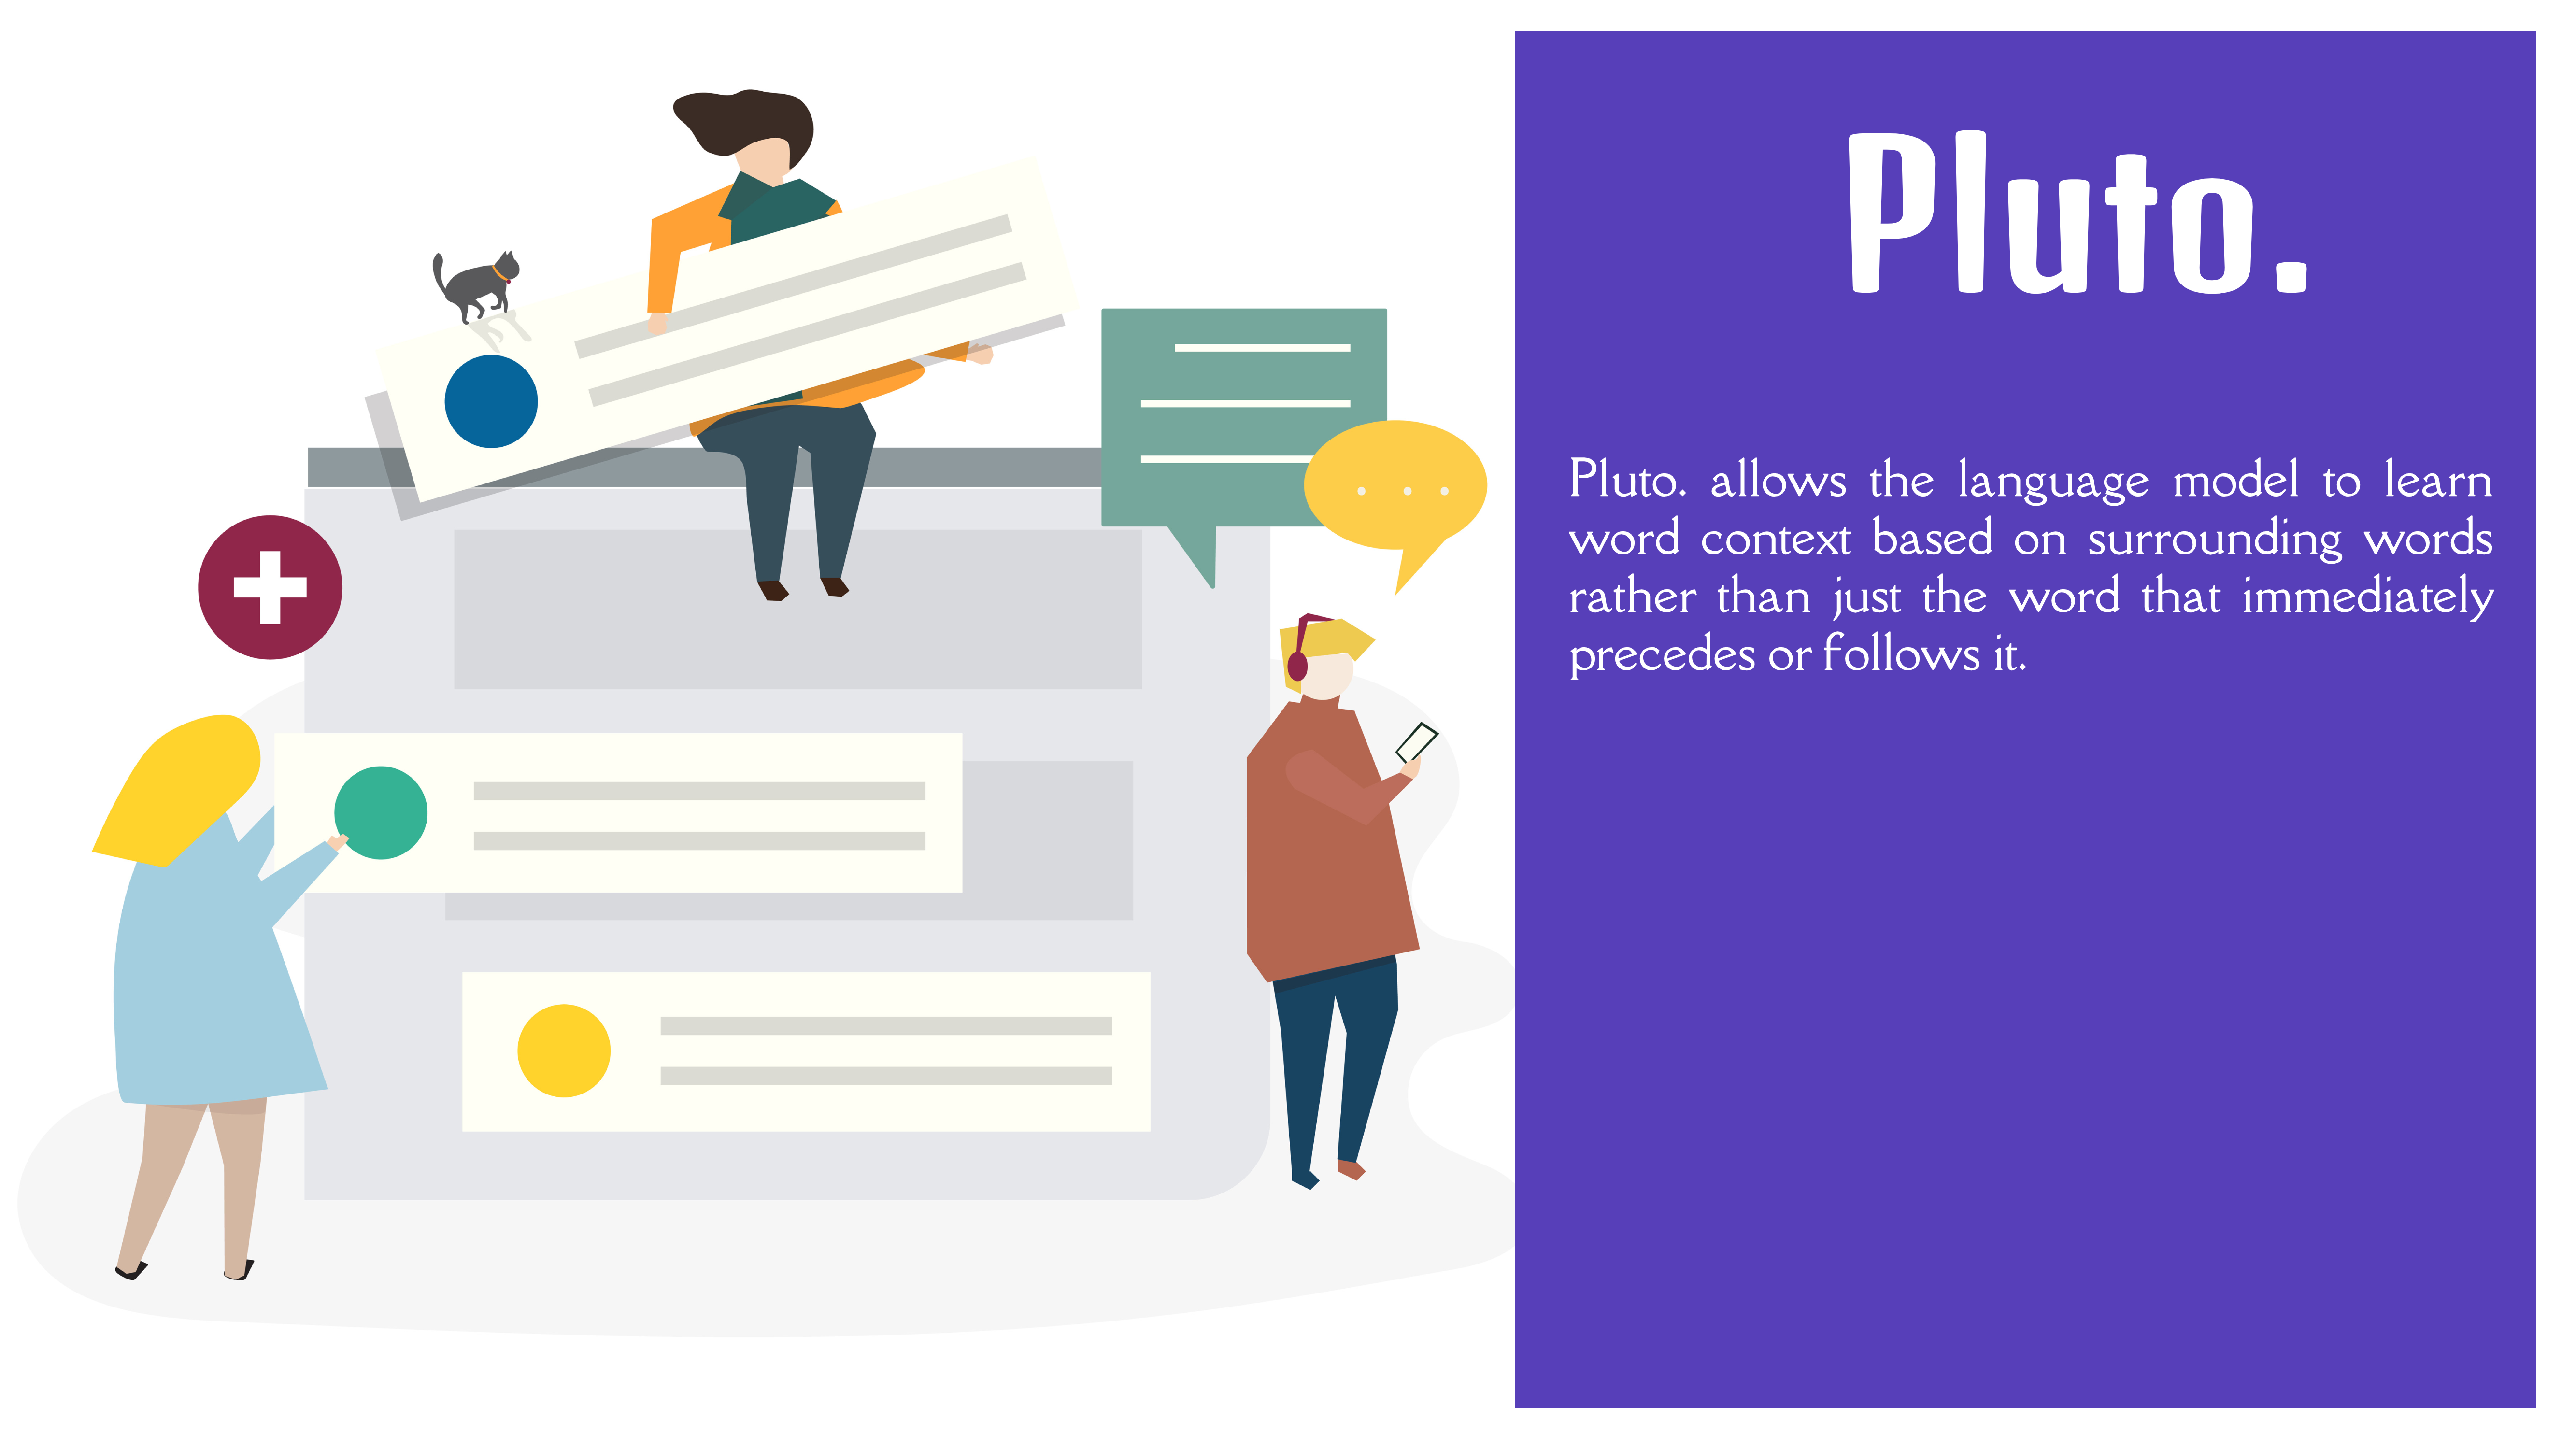 Pluto.
Pluto. allows the language model to learn
word context based on surrounding words
rather than just the word that immediately
precedes or follows it.